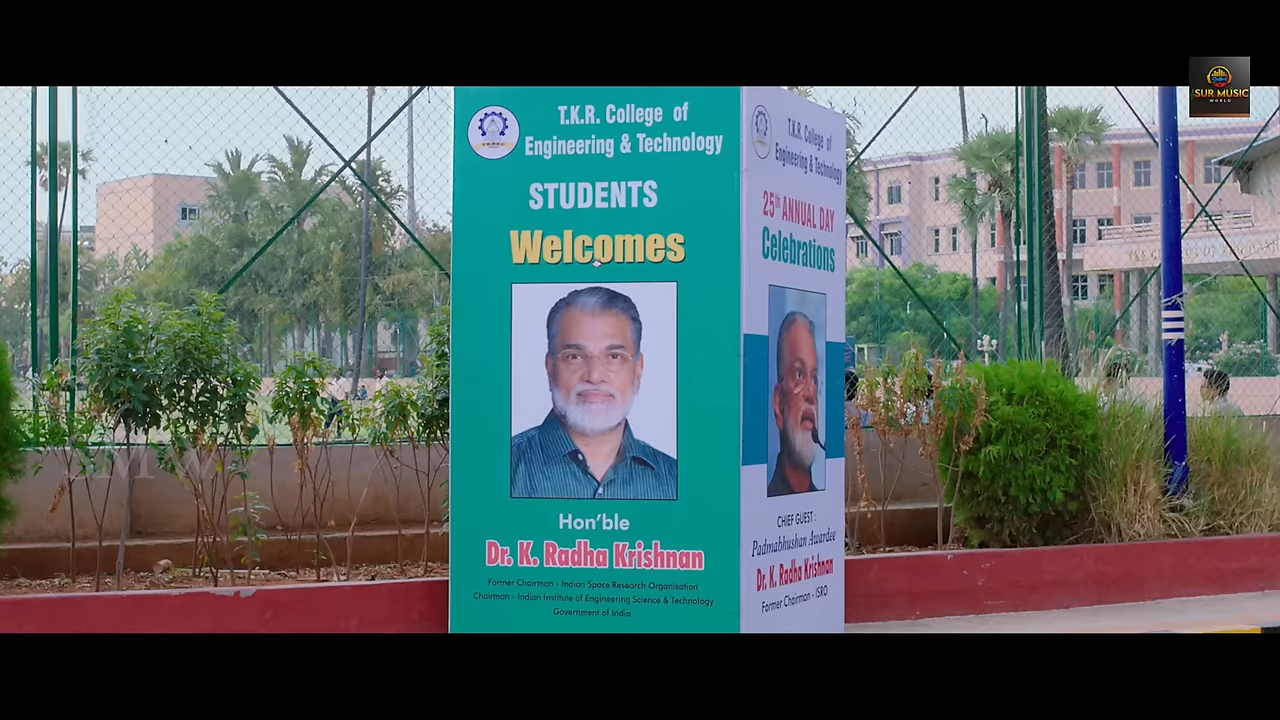 SUR MUSIC
WORLD
T.K.R. College of
Engineering & Technology
STUDENTS
Welcomes
Hon'ble
Dr. K. Radha Krishnan
Former Chairman - Indian Space Research Organisation
Chairman - Indian Institute of Engineering Science & Technology
Government of India
T.K.R. College of
Engineering & Technology
25th ANNUAL DAY
Celebrations
CHIEF GUEST :
Padmabhushan Awardee
Dr. K. Radha Krishnan
Former Chairman - ISRO